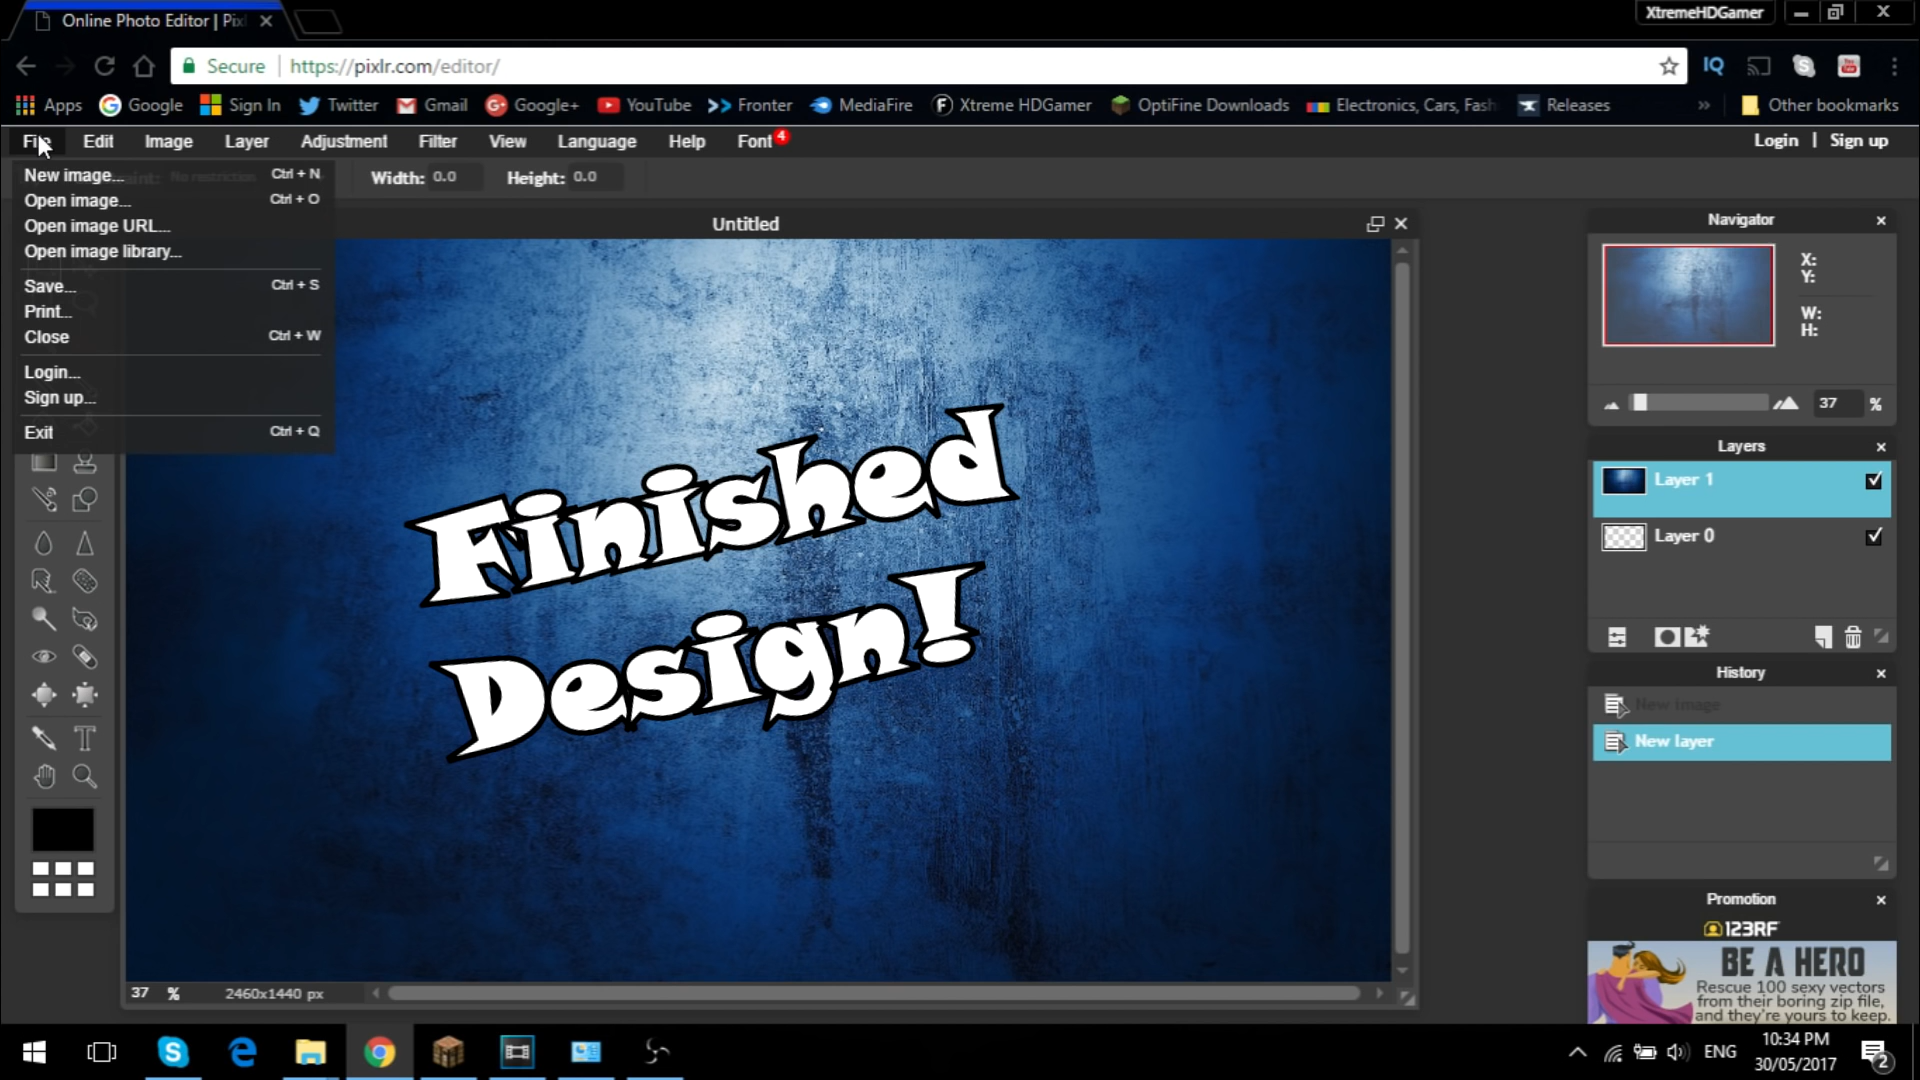 Online Photo Editor | Pix
XtremeHDGamer
Secure
https://pixlr.com/editor/
IQ
Apps
Google
Sign In
Twitter
Gmail
Google+
YouTube
Fronter
MediaFire
Xtreme HDGamer
OptiFine Downloads
Electronics, Cars, Fash
Releases
Other bookmarks
File
Edit
Image
Layer
Adjustment
Filter
View
Language
Help
Font
4
Login | Sign up
New image... Ctrl + N
No restriction
Width: 0.0
Height: 0.0
Open image... Ctrl + O
Open image URL...
Open image library...
Save... Ctrl + S
Print...
Close Ctrl + W
Login...
Sign up...
Exit Ctrl + Q
Untitled
Finished
Design!
37 %
2460x1440 px
Navigator
X:
Y:
W:
H:
37 %
Layers
Layer 1
Layer 0
History
New image
New layer
Promotion
123RF
BE A HERO
Rescue 100 sexy vectors
from their boring zip file,
and they're yours to keep.
ENG
10:34 PM
30/05/2017
2